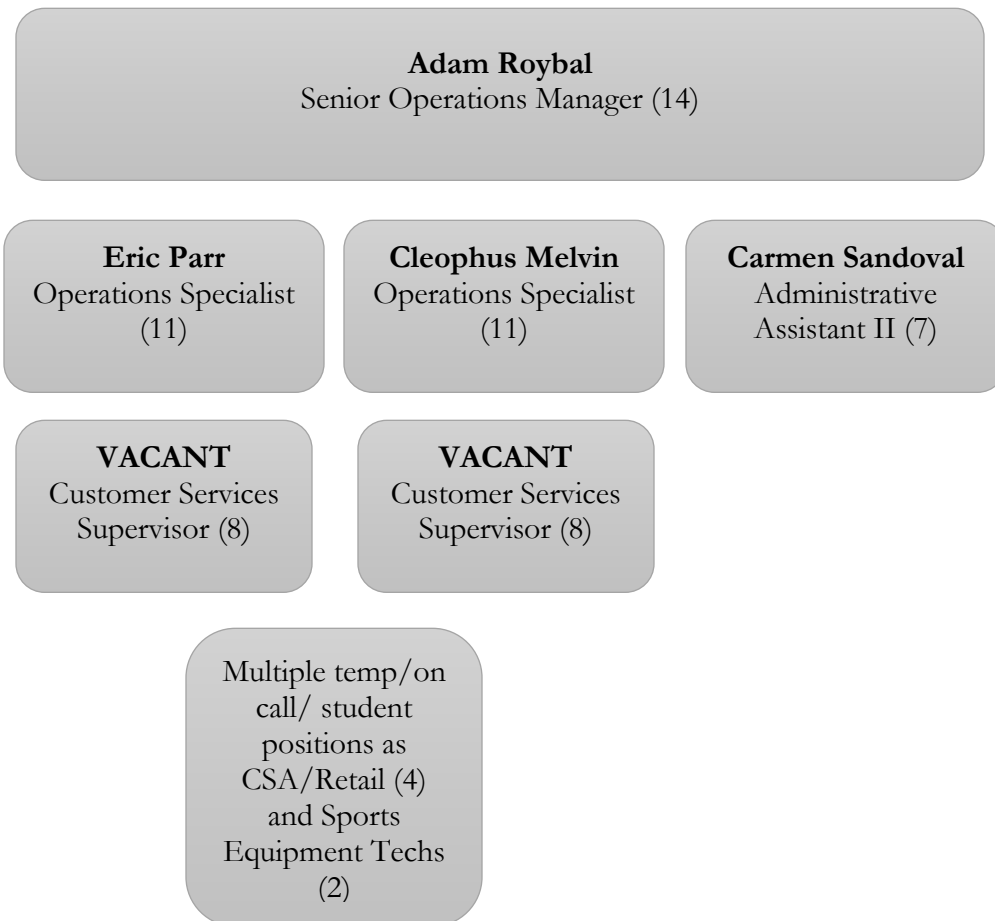 Adam Roybal
Senior Operations Manager (14)
Eric Parr
Operations Specialist
(11)
Cleophus Melvin
Operations Specialist
(11)
Carmen Sandoval
Administrative
Assistant II (7)
VACANT
Customer Services
Supervisor (8)
VACANT
Customer Services
Supervisor (8)
Multiple temp/on
call/ student
positions as
CSA/Retail (4)
and Sports
Equipment Techs
(2)